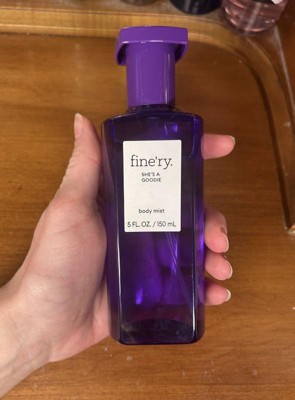 fine'ry.
SHE'S A
GOODIE
body mist
5 FL. OZ. / 150 mL